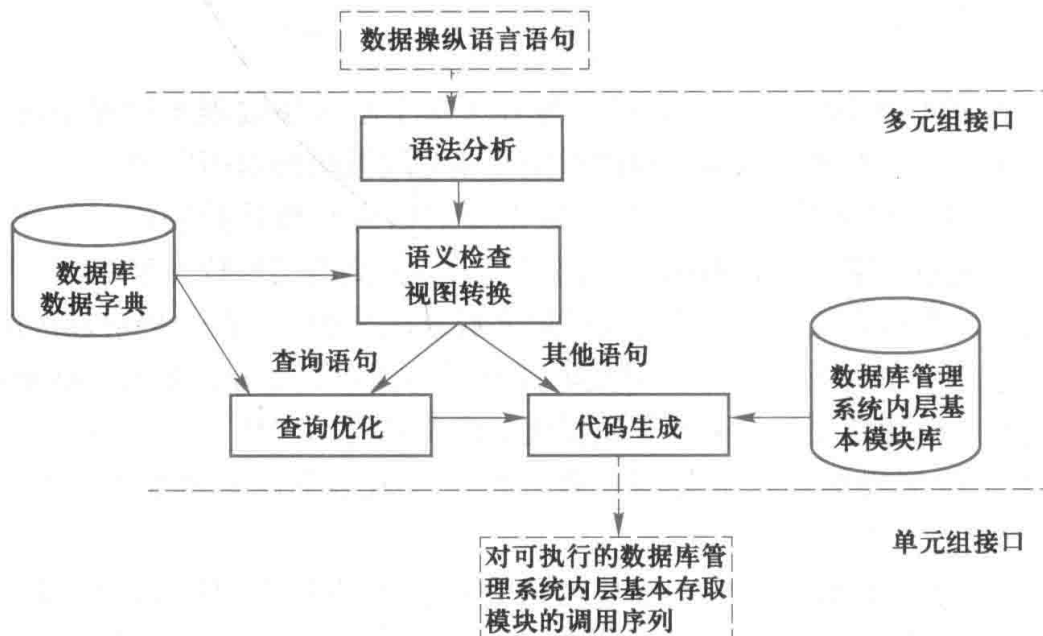 数据操纵语言语句
多元组接口
语法分析
语义检查
视图转换
数据库
数据字典
查询语句
其他语句
查询优化
代码生成
数据库管理
系统内层基
本模块库
单元组接口
对可执行的数据库管
理系统内层基本存取
模块的调用序列